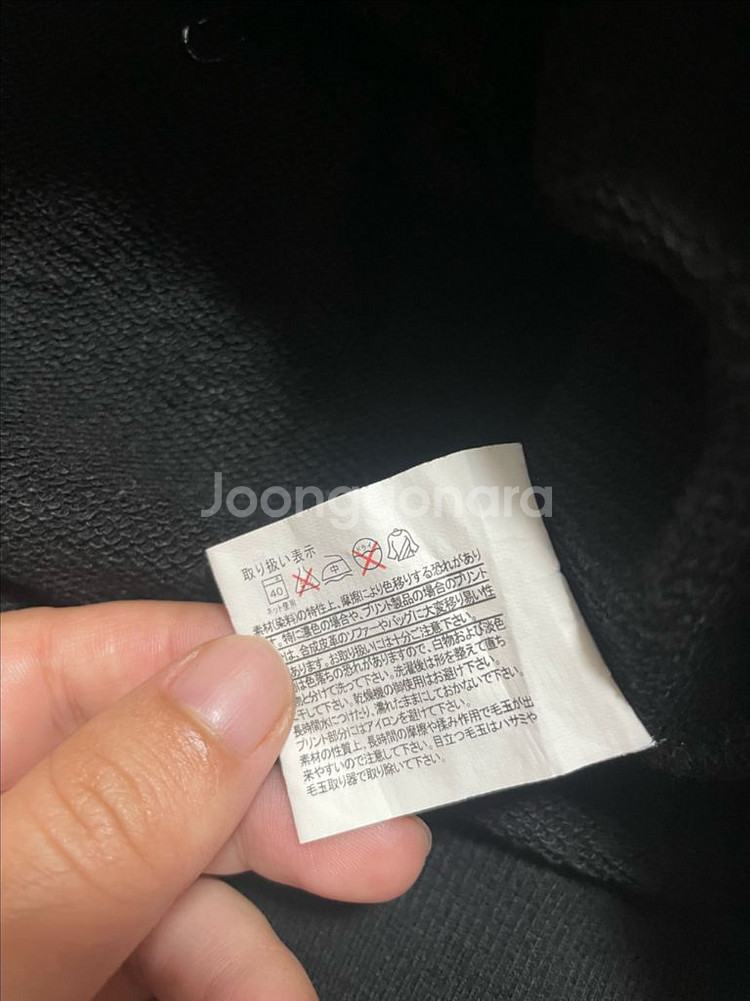 Joonggonara
取り扱い表示
40 中 ドライ
ネット使用
素材(染料)の特性上、摩擦により色移りする恐れがあり
特に濃色の場合や、プリント製品の場合のプリント
は、合成皮革のソファーやバッグに大変移り易い性
あります。お取り扱いには十分ご注意下さい。
は色落ちの恐れがありますので、白物および淡色
物と分けて洗って下さい。洗濯後は形を整えて直ち
干して下さい。乾燥機の御使用はお避け下さい。
長時間水につけたり、濡れたままにしておかないで下さい。
プリント部分にはアイロンを避けて下さい。
素材の性質上、長時間の摩擦や揉み作用で毛玉が出
来やすいので注意して下さい。目立つ毛玉はハサミや
毛玉取り器で取り除いて下さい。